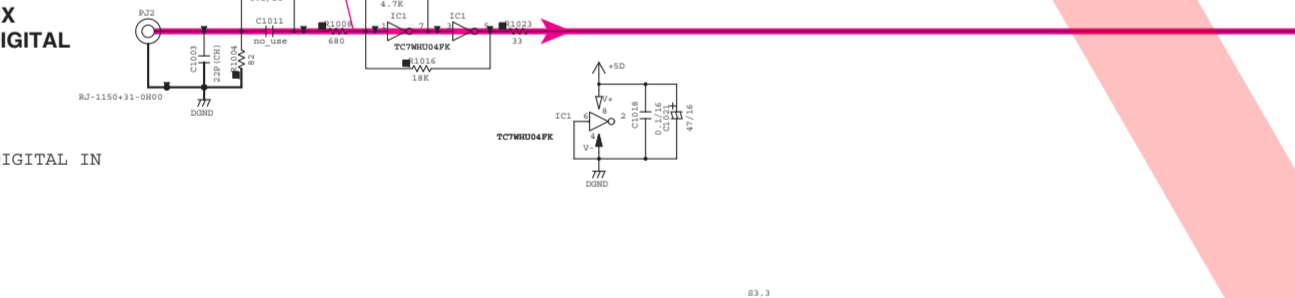 X
IGITAL
PJ2
C1011
no_use
4.7K
IC1
IC1
1
7
3
5
R1008
680
R1023
33
TC7WHU04FK
R1016
18K
C1003
22P(CH)
R1004
82
RJ-1150+31-0H00
DGND
+5D
V+
8
IC1
6
2
4
V-
TC7WHU04FK
C1018
0.1/16
C1021
47/16
DGND
IGITAL IN
S3.3